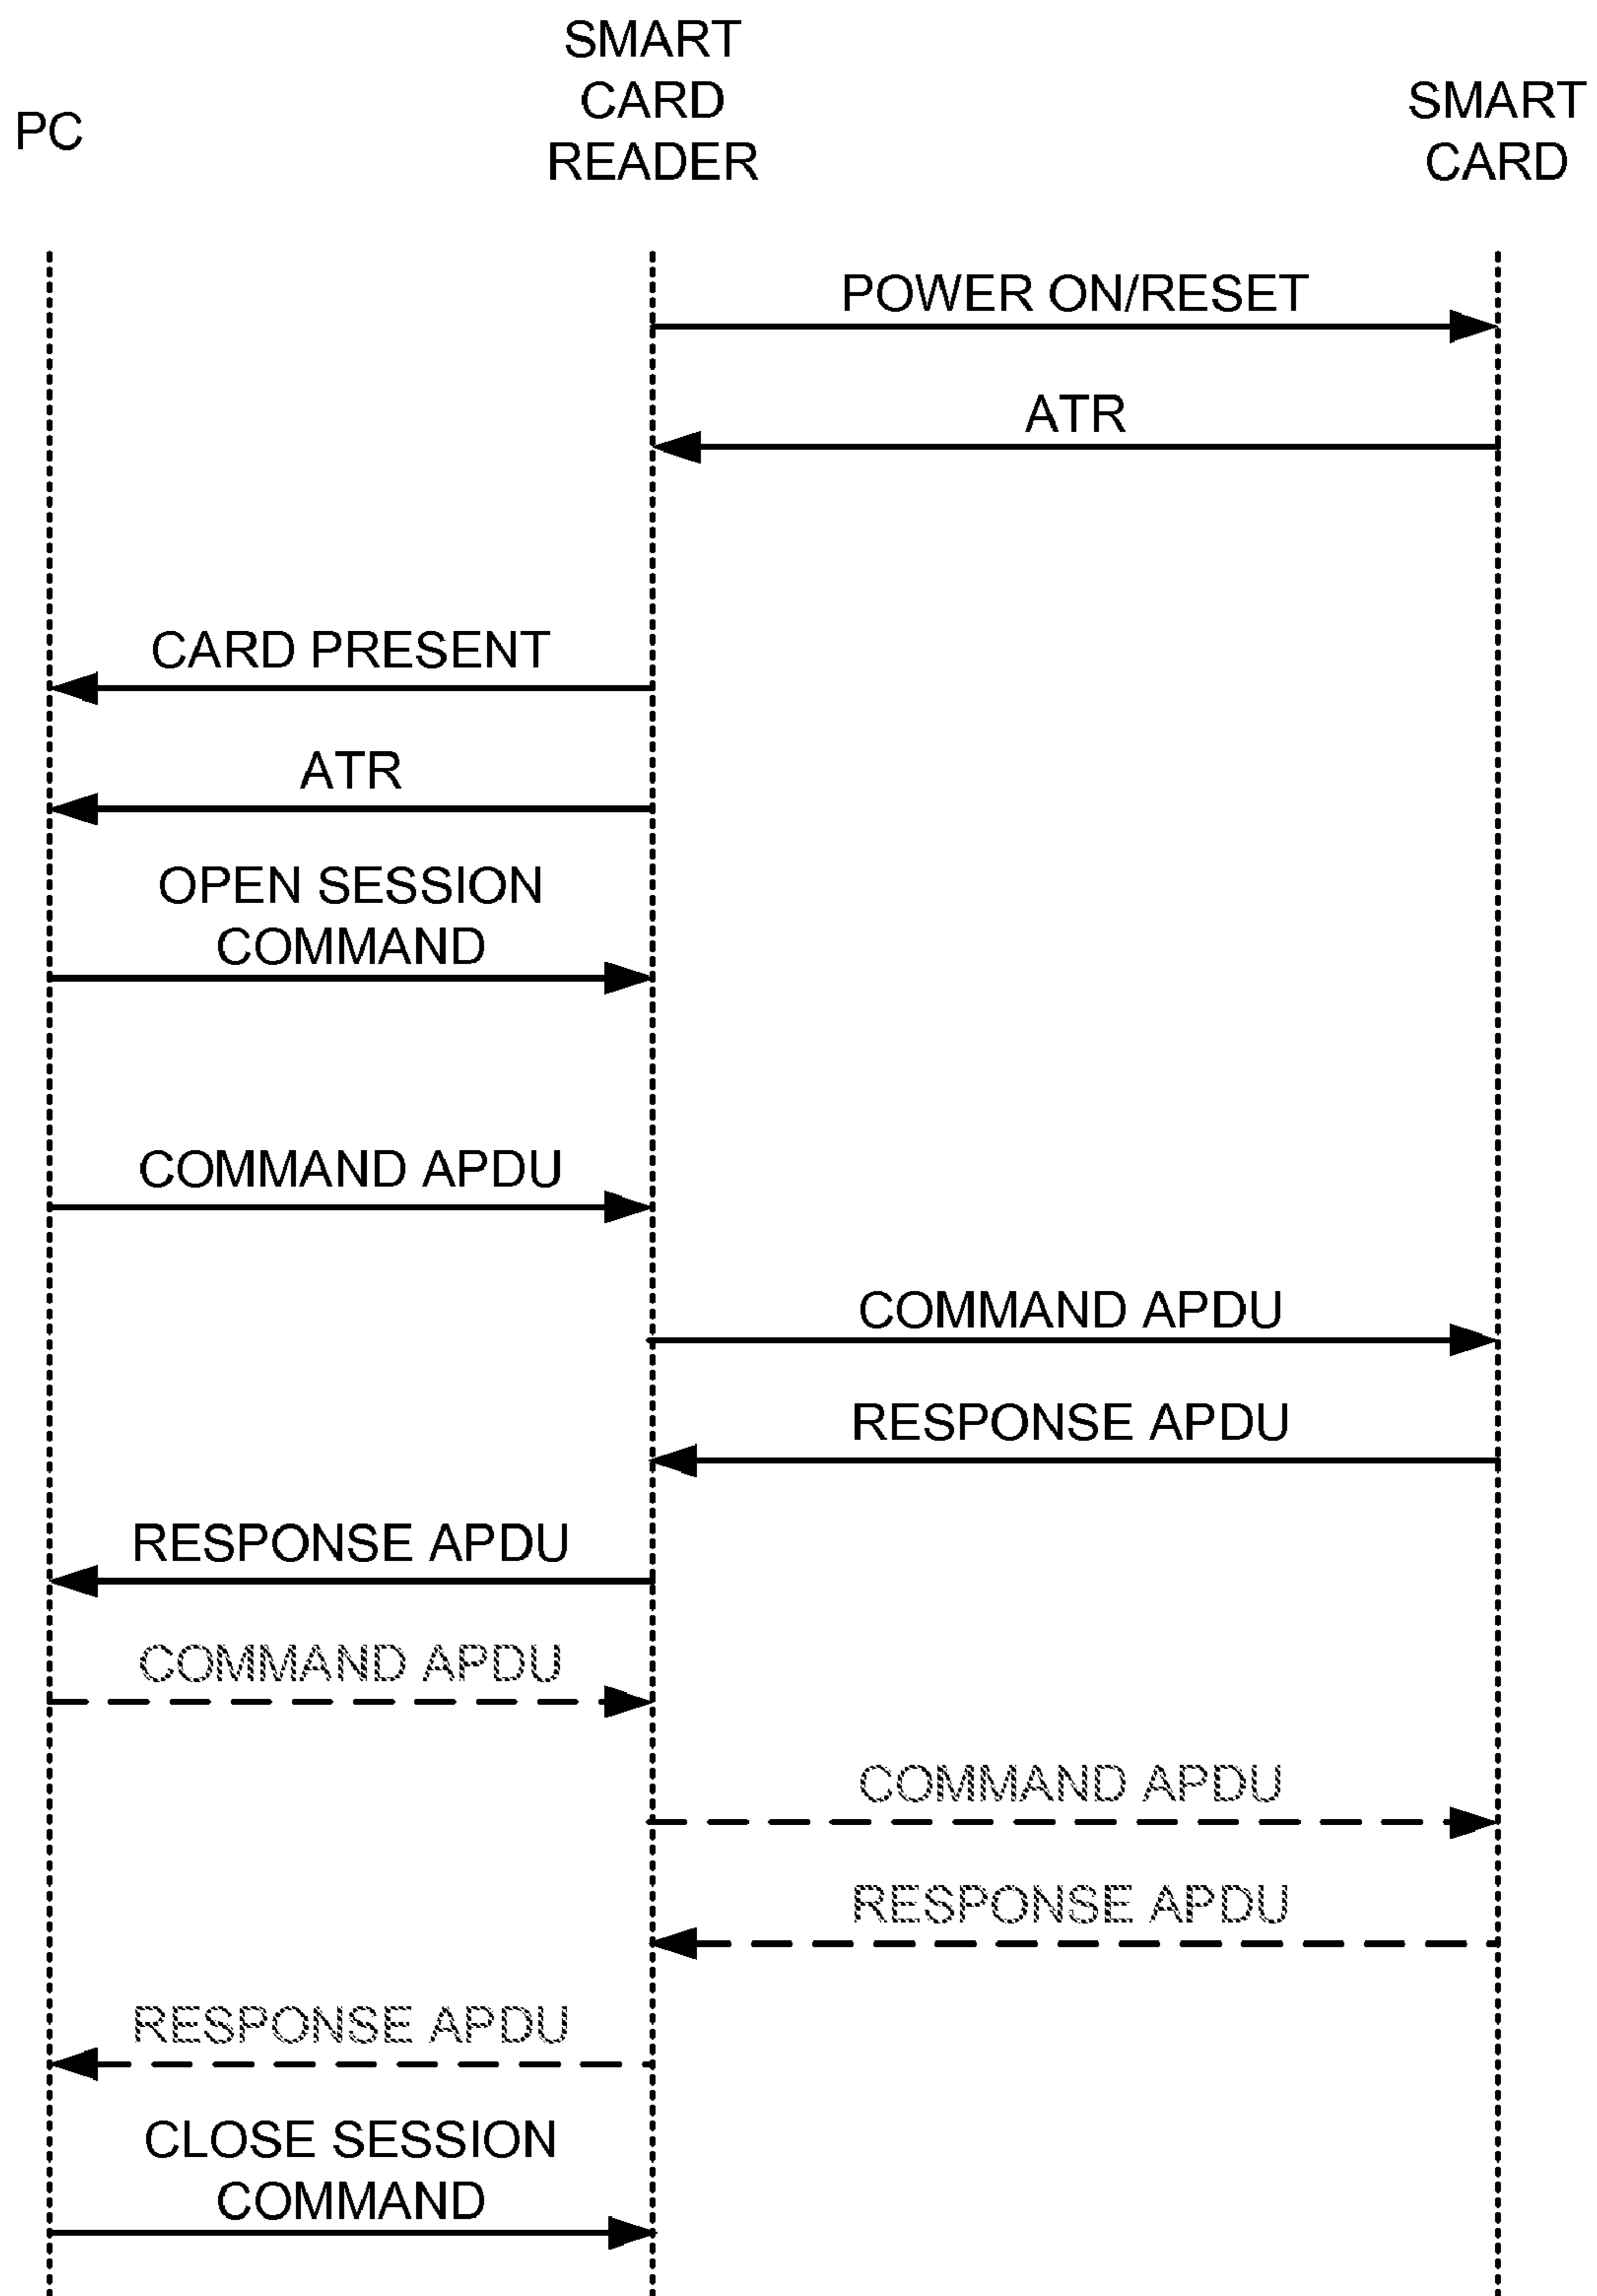 PC
SMART
CARD
READER
SMART
CARD
POWER ON/RESET
ATR
CARD PRESENT
ATR
OPEN SESSION
COMMAND
COMMAND APDU
COMMAND APDU
RESPONSE APDU
RESPONSE APDU
COMMAND APDU
COMMAND APDU
RESPONSE APDU
RESPONSE APDU
CLOSE SESSION
COMMAND